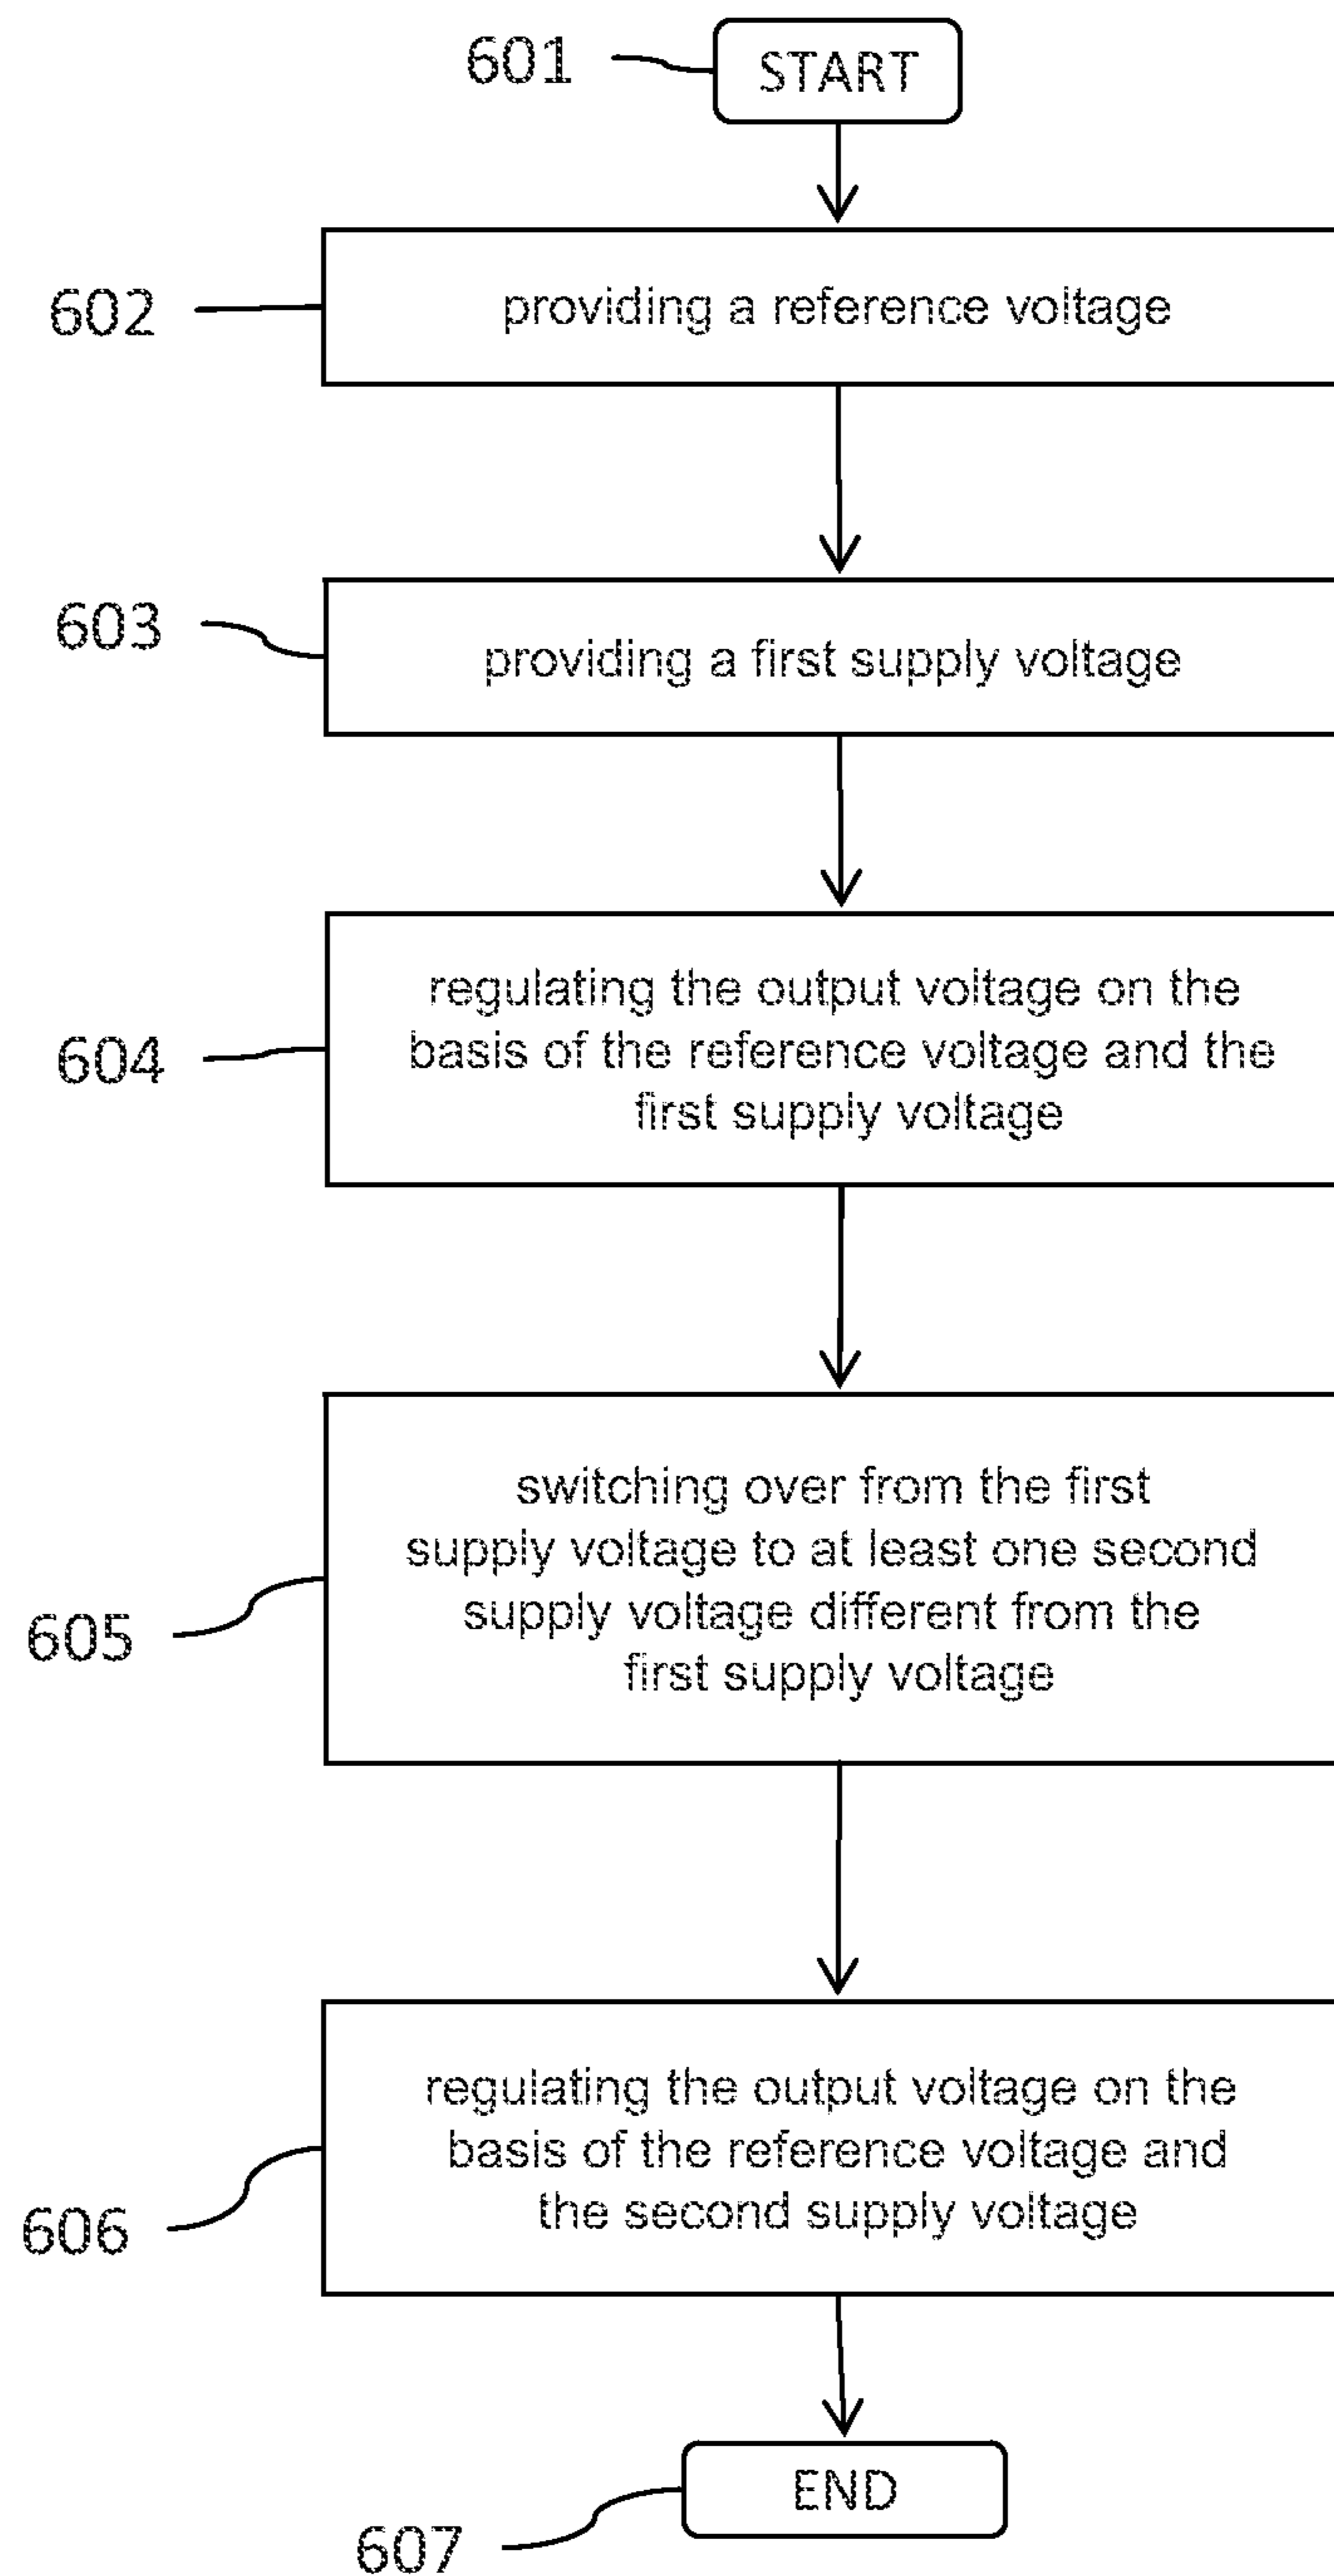 601
START
602
providing a reference voltage
603
providing a first supply voltage
604
regulating the output voltage on the
basis of the reference voltage and the
first supply voltage
605
switching over from the first
supply voltage to at least one second
supply voltage different from the
first supply voltage
606
regulating the output voltage on the
basis of the reference voltage and
the second supply voltage
END
607